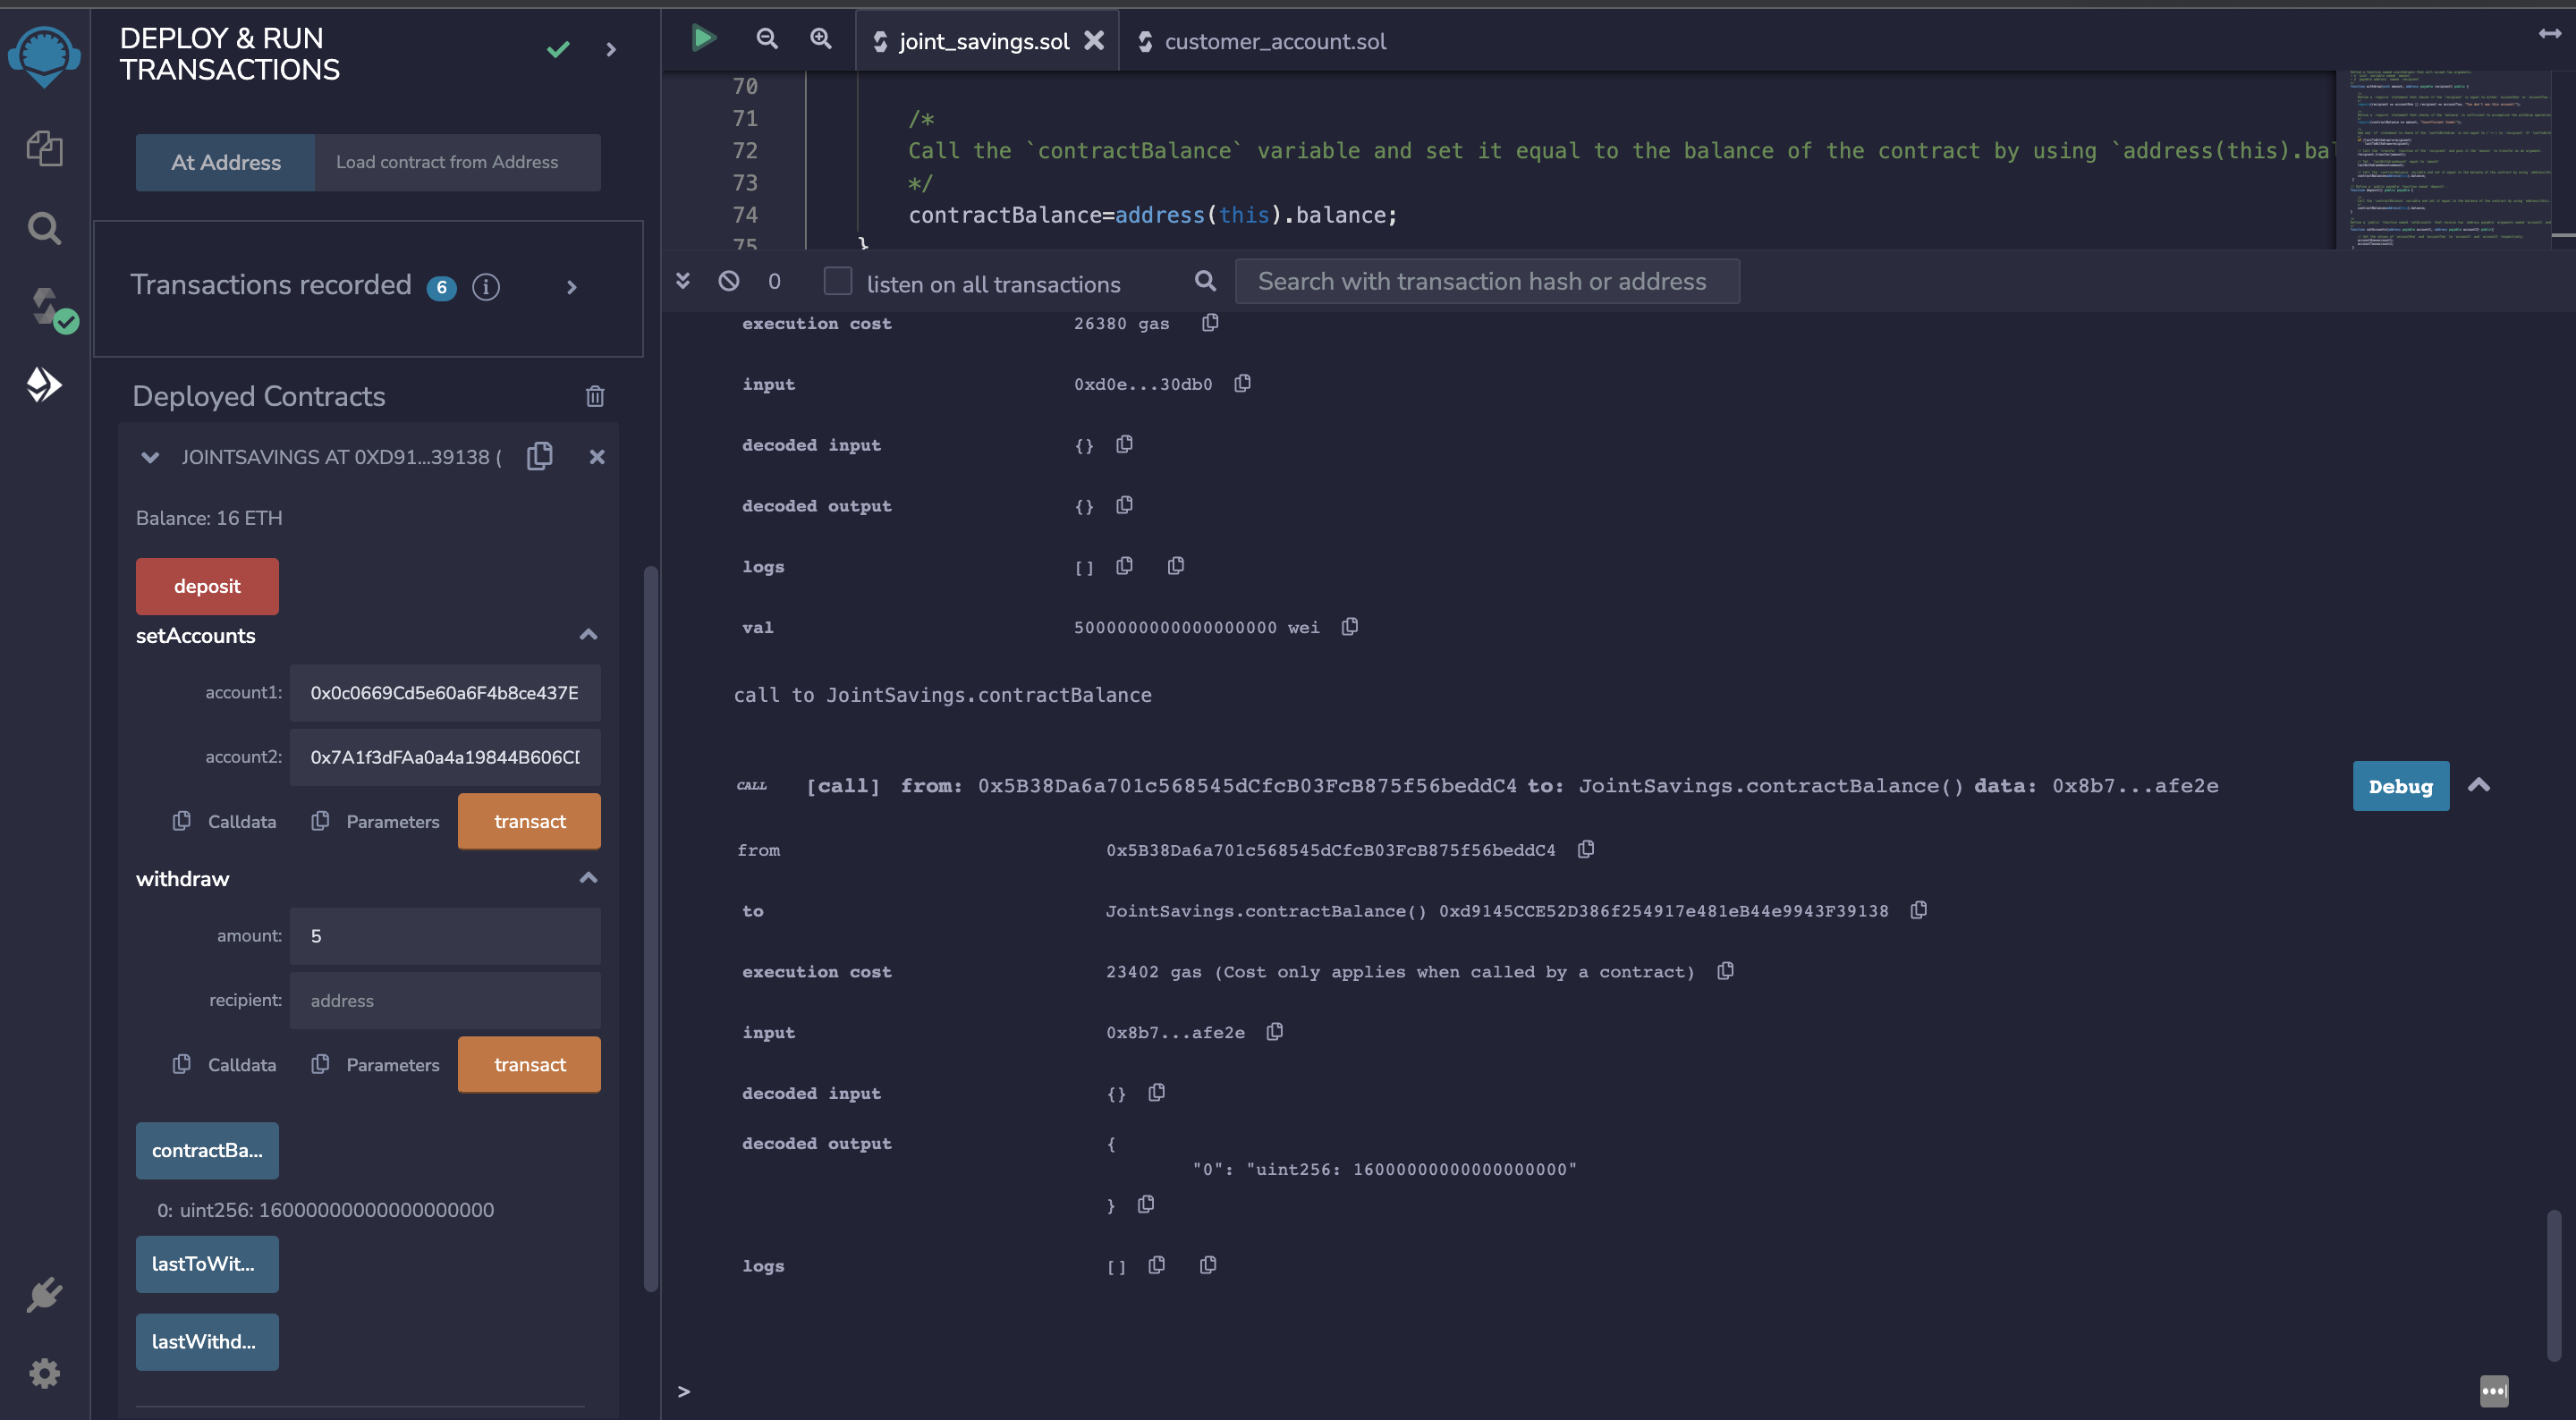 DEPLOY & RUN
TRANSACTIONS
At Address
Load contract from Address
Transactions recorded 6 i
Deployed Contracts
JOINTSAVINGS AT 0XD91...39138 (
Balance: 16 ETH
deposit
setAccounts
account1: 0x0c0669Cd5e60a6F4b8ce437E
account2: 0x7A1f3dFAa0a4a19844B606CI
Calldata Parameters transact
withdraw
amount: 5
recipient: address
Calldata Parameters transact
contractBa...
0: uint256: 16000000000000000000
lastToWit...
lastWithd...
joint_savings.sol
customer_account.sol
70
71 /*
72 Call the `contractBalance` variable and set it equal to the balance of the contract by using `address(this).bal
73 */
74 contractBalance=address(this).balance;
75 }
0 listen on all transactions Search with transaction hash or address
execution cost 26380 gas
input 0xd0e...30db0
decoded input {}
decoded output {}
logs []
val 5000000000000000000 wei
call to JointSavings.contractBalance
CALL [call] from: 0x5B38Da6a701c568545dCfcB03FcB875f56beddC4 to: JointSavings.contractBalance() data: 0x8b7...afe2e Debug
from 0x5B38Da6a701c568545dCfcB03FcB875f56beddC4
to JointSavings.contractBalance() 0xd9145CCE52D386f254917e481eB44e9943F39138
execution cost 23402 gas (Cost only applies when called by a contract)
input 0x8b7...afe2e
decoded input {}
decoded output {
"0": "uint256: 16000000000000000000"
}
logs []
>